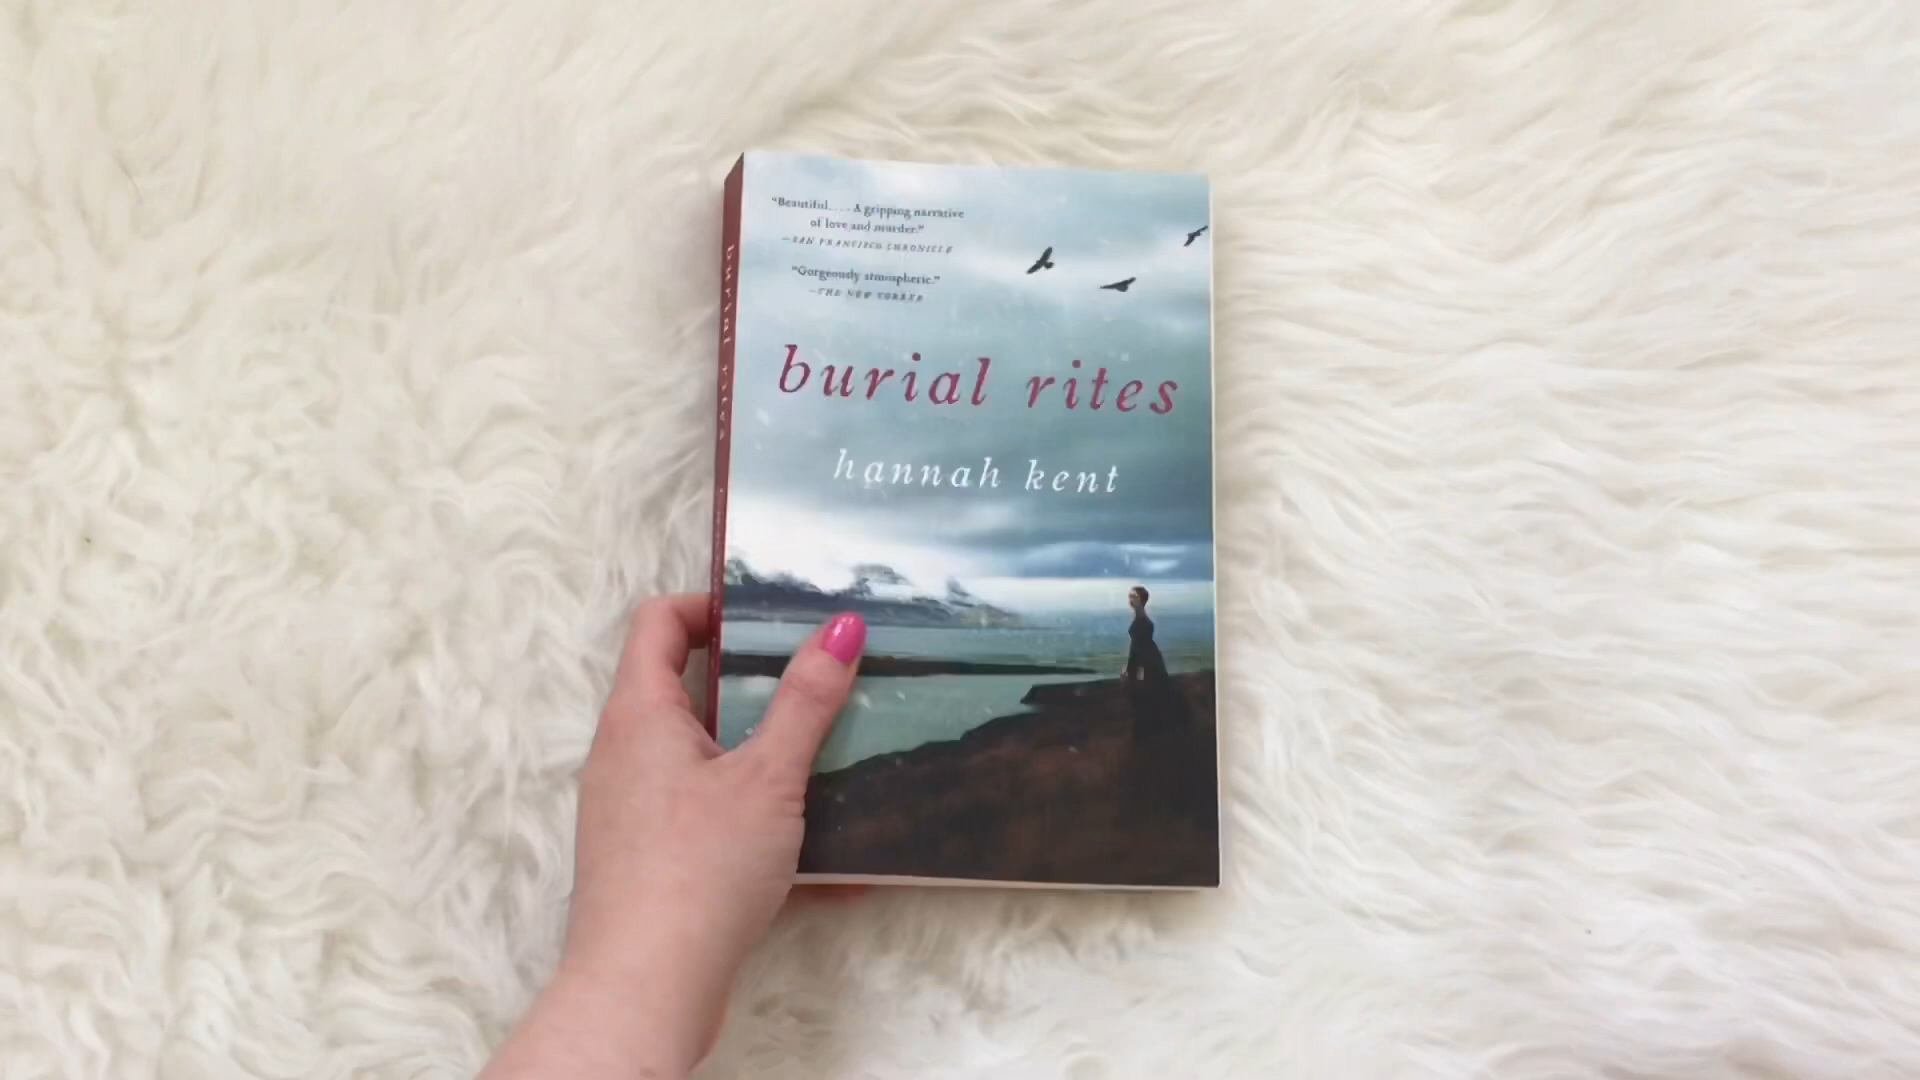 "Beautiful.... A gripping narrative
of love and murder."
—SAN FRANCISCO CHRONICLE
"Gorgeously atmospheric."
—THE NEW YORKER
burial rites
hannah kent
burial rites